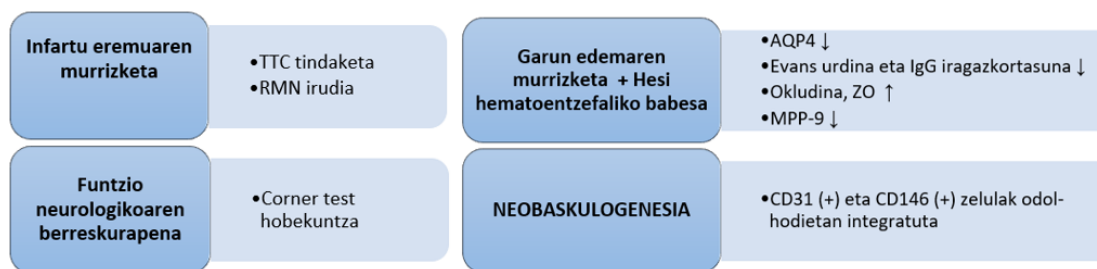 Infartu eremuaren
murrizketa
•TTC tindaketa
•RMN irudia
Garun edemaren
murrizketa + Hesi
hematoentzefaliko babesa
•AQP4 ↓
•Evans urdina eta IgG iragazkortasuna ↓
•Okludina, ZO ↑
•MPP-9 ↓
Funtzio
neurologikoaren
berreskurapena
•Corner test
hobekuntza
NEOBASKULOGENESIA
•CD31 (+) eta CD146 (+) zelulak odol-
hodietan integratuta